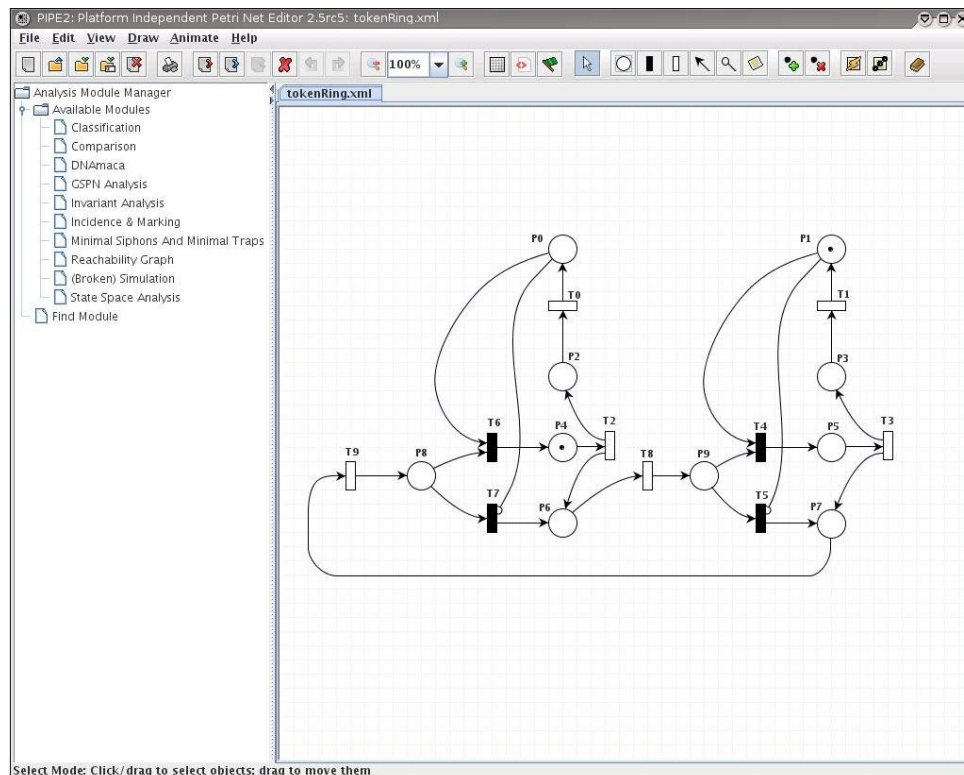 PIPE2: Platform Independent Petri Net Editor 2.5rc5: tokenRing.xml
File Edit View Draw Animate Help
100%
Analysis Module Manager
Available Modules
Classification
Comparison
DNAmaca
GSPN Analysis
Invariant Analysis
Incidence & Marking
Minimal Siphons And Minimal Traps
Reachability Graph
(Broken) Simulation
State Space Analysis
Find Module
tokenRing.xml
P0 P1
T0 T1
P2 P3
T6 P4 T2 T4 P5 T3
T9 P8 T8 P9
T7 P6 T5 P7
Select Mode: Click/drag to select objects; drag to move them